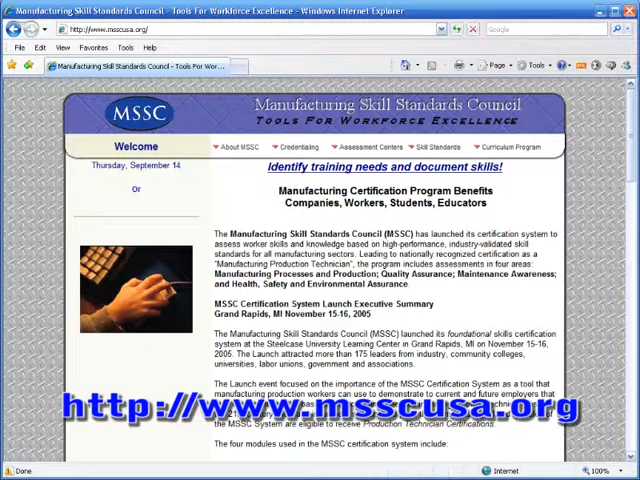 Manufacturing Skill Standards Council - Tools For Workforce Excellence - Windows Internet Explorer
http://www.msscusa.org/
Google
File Edit View Favorites Tools Help
Manufacturing Skill Standards Council - Tools For Wor...
Page Tools
MSSC
Manufacturing Skill Standards Council
TOOLS FOR WORKFORCE EXCELLENCE
Welcome
About MSSC Credentialing Assessment Centers Skill Standards Curriculum Program
Thursday, September 14
Or
Identify training needs and document skills!
Manufacturing Certification Program Benefits
Companies, Workers, Students, Educators
The Manufacturing Skill Standards Council (MSSC) has launched its certification system to
assess worker skills and knowledge based on high-performance, industry-validated skill
standards for all manufacturing sectors. Leading to nationally recognized certification as a
"Manufacturing Production Technician", the program includes assessments in four areas:
Manufacturing Processes and Production; Quality Assurance; Maintenance Awareness;
and Health, Safety and Environmental Assurance.
MSSC Certification System Launch Executive Summary
Grand Rapids, MI November 15-16, 2005
The Manufacturing Skill Standards Council (MSSC) launched its foundational skills certification
system at the Steelcase University Learning Center in Grand Rapids, MI on November 15-16,
2005. The Launch attracted more than 175 leaders from industry, community colleges,
universities, labor unions, government and associations.
The Launch event focused on the importance of the MSSC Certification System as a tool that
manufacturing production workers can use to demonstrate to current and future employers that
http://www.msscusa.org
the MSSC System are eligible to receive Production Technician Certifications.
The four modules used in the MSSC certification system include:
Done
Internet
100%